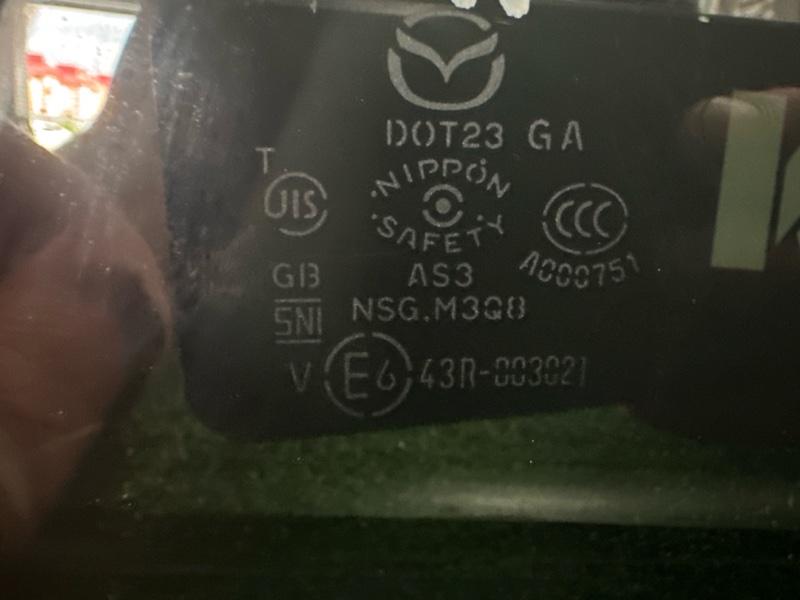 DOT23 GA
T
JIS
NIPPON
SAFETY
CCC
A000751
GB
AS3
SNI
NSG.M3Q8
V E6 43R-003021